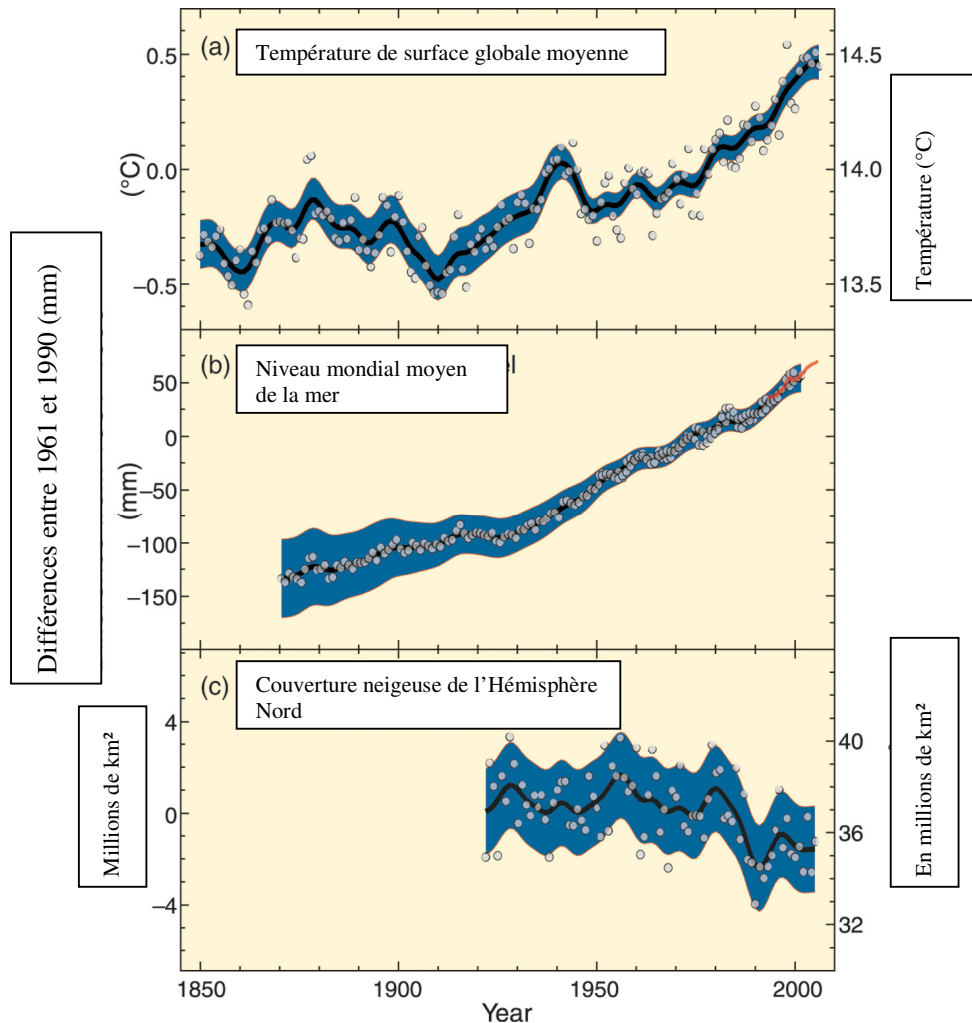 (a)
Température de surface globale moyenne
0.5
0.0
−0.5
(°C)
14.5
14.0
13.5
Température (°C)
Différences entre 1961 et 1990 (mm)
(b)
Niveau mondial moyen
de la mer
50
0
−50
−100
−150
(mm)
(c)
Couverture neigeuse de l’Hémisphère
Nord
4
0
−4
Millions de km²
40
36
32
En millions de km²
1850
1900
1950
2000
Year